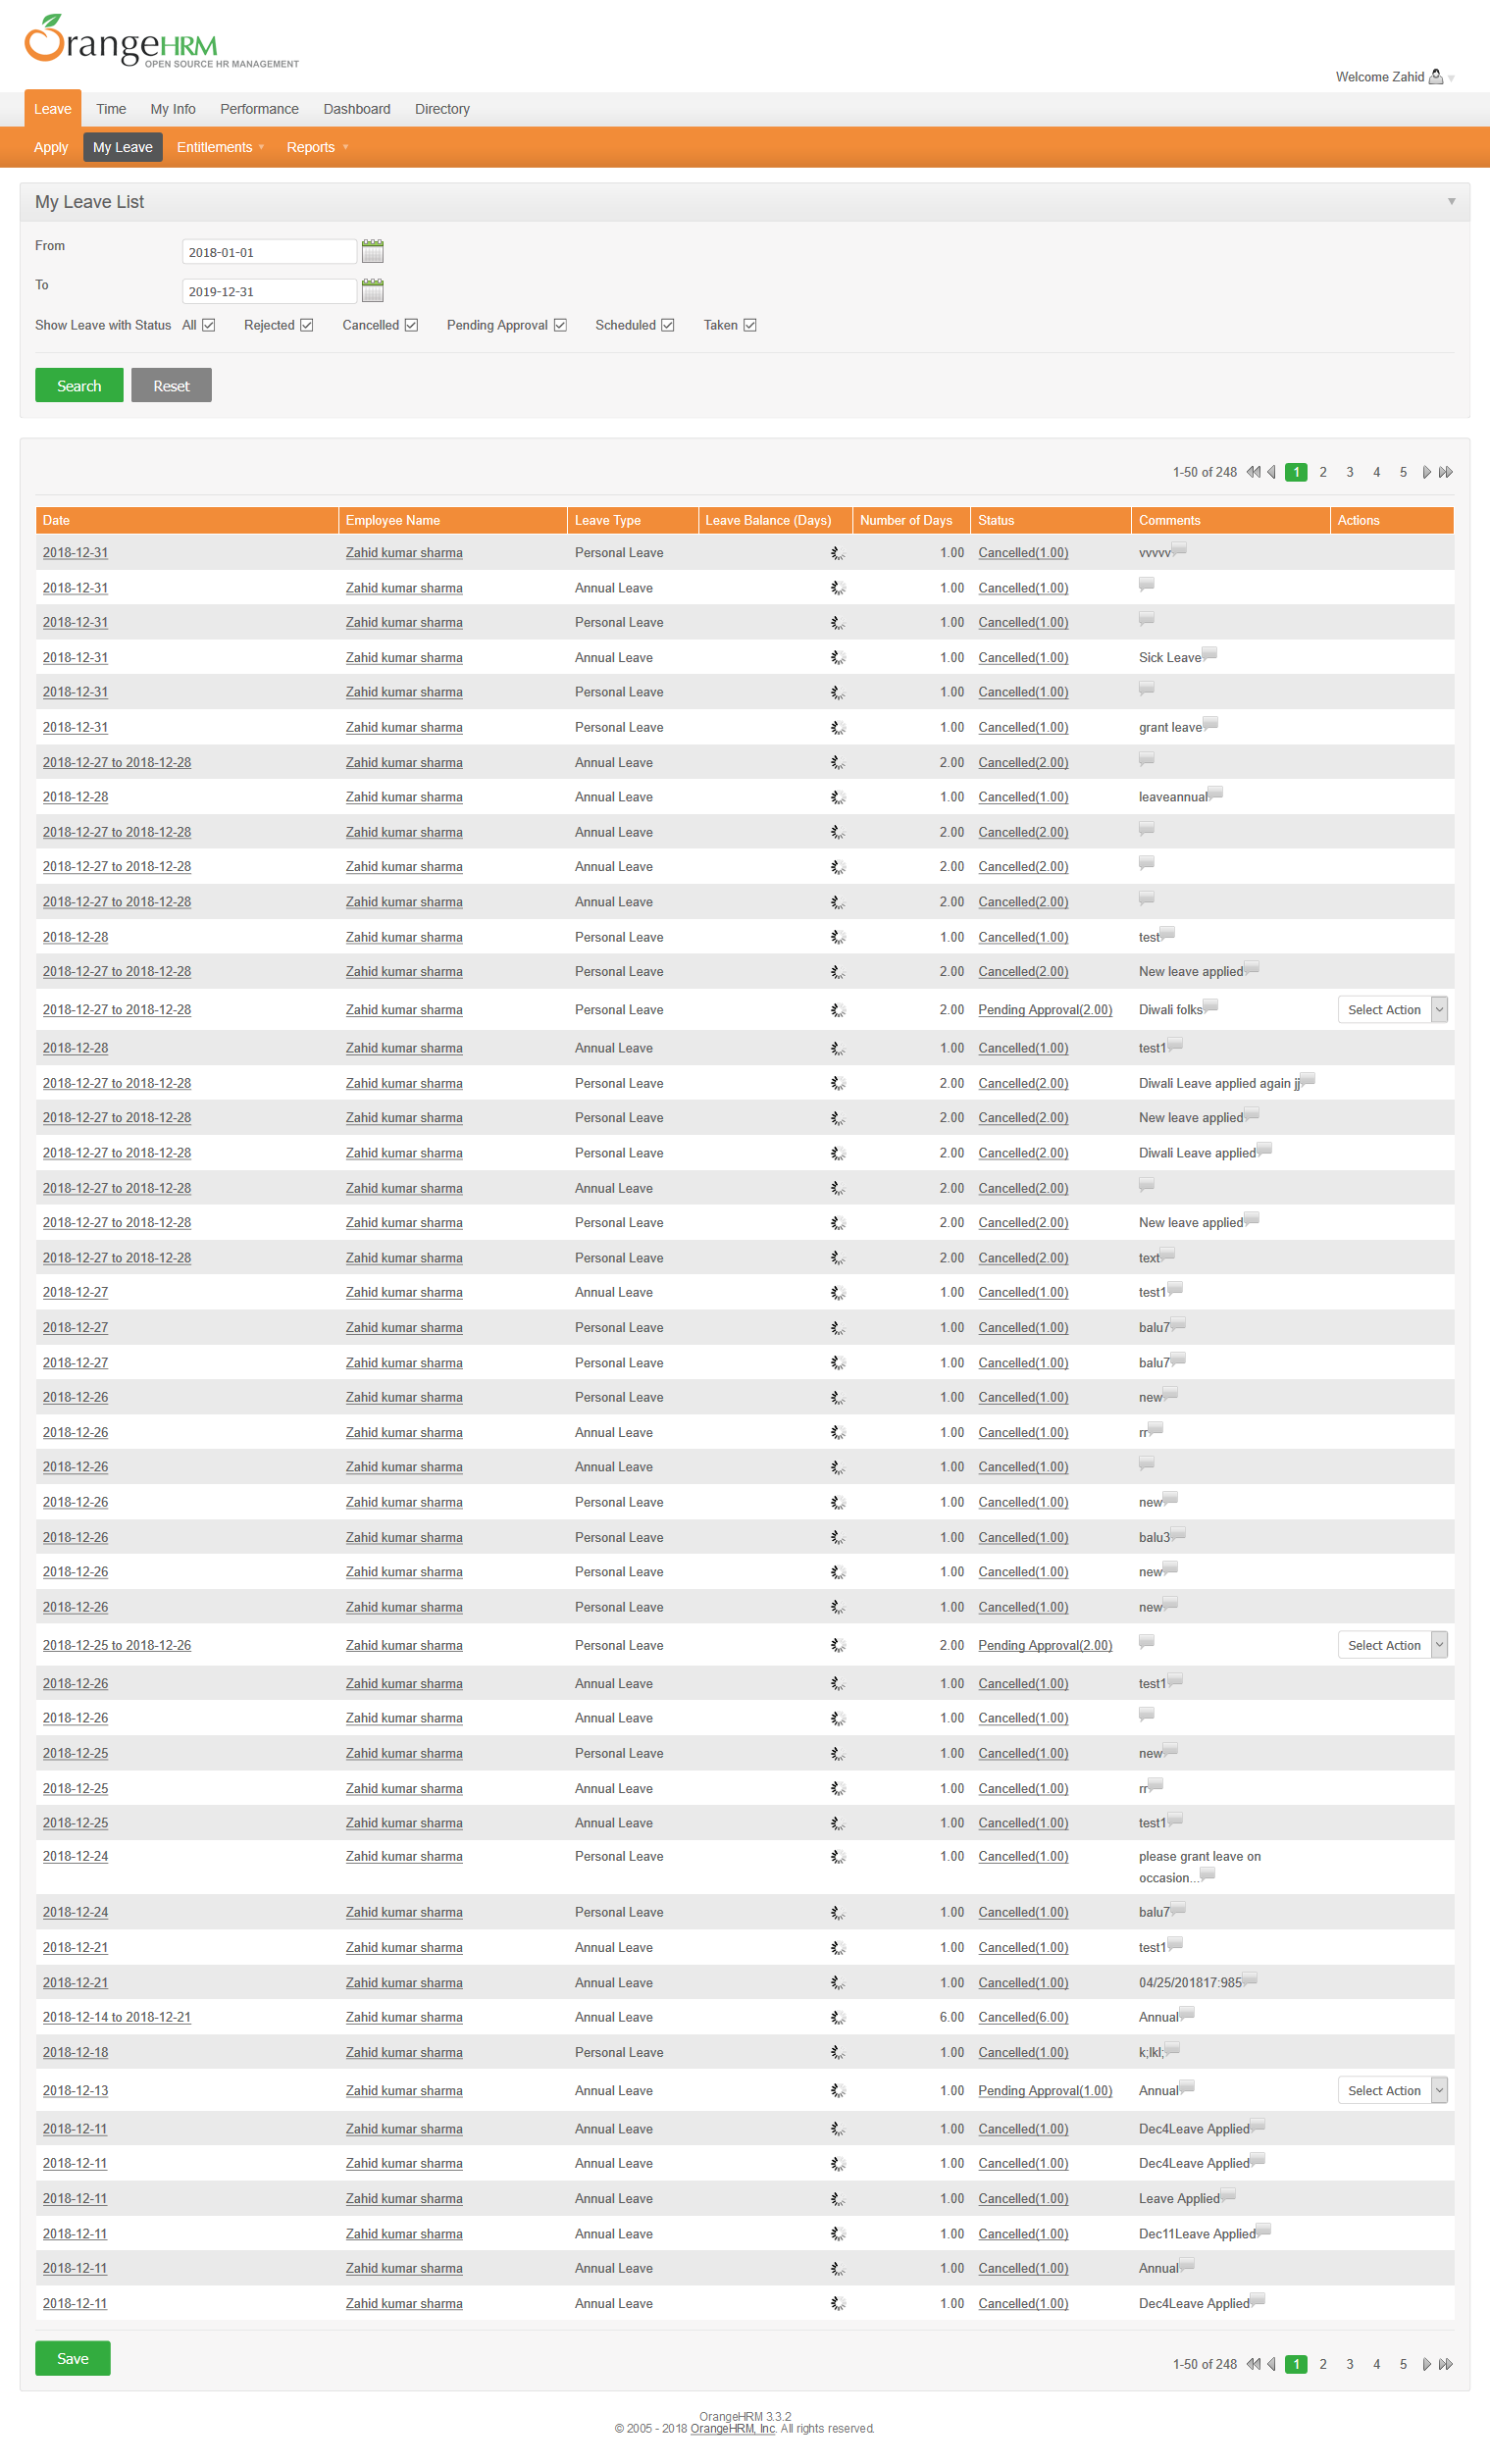 OrangeHRM
OPEN SOURCE HR MANAGEMENT
Welcome Zahid
Leave Time My Info Performance Dashboard Directory
Apply My Leave Entitlements Reports
My Leave List
From 2018-01-01
To 2019-12-31
Show Leave with Status All Rejected Cancelled Pending Approval Scheduled Taken
Search Reset
1-50 of 248 1 2 3 4 5
Date Employee Name Leave Type Leave Balance (Days) Number of Days Status Comments Actions
2018-12-31 Zahid kumar sharma Personal Leave 1.00 Cancelled(1.00) vvvvv
2018-12-31 Zahid kumar sharma Annual Leave 1.00 Cancelled(1.00)
2018-12-31 Zahid kumar sharma Personal Leave 1.00 Cancelled(1.00)
2018-12-31 Zahid kumar sharma Annual Leave 1.00 Cancelled(1.00) Sick Leave
2018-12-31 Zahid kumar sharma Personal Leave 1.00 Cancelled(1.00)
2018-12-31 Zahid kumar sharma Personal Leave 1.00 Cancelled(1.00) grant leave
2018-12-27 to 2018-12-28 Zahid kumar sharma Annual Leave 2.00 Cancelled(2.00)
2018-12-28 Zahid kumar sharma Annual Leave 1.00 Cancelled(1.00) leaveannual
2018-12-27 to 2018-12-28 Zahid kumar sharma Annual Leave 2.00 Cancelled(2.00)
2018-12-27 to 2018-12-28 Zahid kumar sharma Annual Leave 2.00 Cancelled(2.00)
2018-12-27 to 2018-12-28 Zahid kumar sharma Annual Leave 2.00 Cancelled(2.00)
2018-12-28 Zahid kumar sharma Personal Leave 1.00 Cancelled(1.00) test
2018-12-27 to 2018-12-28 Zahid kumar sharma Personal Leave 2.00 Cancelled(2.00) New leave applied
2018-12-27 to 2018-12-28 Zahid kumar sharma Personal Leave 2.00 Pending Approval(2.00) Diwali folks Select Action
2018-12-28 Zahid kumar sharma Annual Leave 1.00 Cancelled(1.00) test1
2018-12-27 to 2018-12-28 Zahid kumar sharma Personal Leave 2.00 Cancelled(2.00) Diwali Leave applied again jj
2018-12-27 to 2018-12-28 Zahid kumar sharma Personal Leave 2.00 Cancelled(2.00) New leave applied
2018-12-27 to 2018-12-28 Zahid kumar sharma Personal Leave 2.00 Cancelled(2.00) Diwali Leave applied
2018-12-27 to 2018-12-28 Zahid kumar sharma Annual Leave 2.00 Cancelled(2.00)
2018-12-27 to 2018-12-28 Zahid kumar sharma Personal Leave 2.00 Cancelled(2.00) New leave applied
2018-12-27 to 2018-12-28 Zahid kumar sharma Personal Leave 2.00 Cancelled(2.00) text
2018-12-27 Zahid kumar sharma Annual Leave 1.00 Cancelled(1.00) test1
2018-12-27 Zahid kumar sharma Personal Leave 1.00 Cancelled(1.00) balu7
2018-12-27 Zahid kumar sharma Personal Leave 1.00 Cancelled(1.00) balu7
2018-12-26 Zahid kumar sharma Personal Leave 1.00 Cancelled(1.00) new
2018-12-26 Zahid kumar sharma Annual Leave 1.00 Cancelled(1.00) rr
2018-12-26 Zahid kumar sharma Annual Leave 1.00 Cancelled(1.00)
2018-12-26 Zahid kumar sharma Personal Leave 1.00 Cancelled(1.00) new
2018-12-26 Zahid kumar sharma Personal Leave 1.00 Cancelled(1.00) balu3
2018-12-26 Zahid kumar sharma Personal Leave 1.00 Cancelled(1.00) new
2018-12-26 Zahid kumar sharma Personal Leave 1.00 Cancelled(1.00) new
2018-12-25 to 2018-12-26 Zahid kumar sharma Personal Leave 2.00 Pending Approval(2.00) Select Action
2018-12-26 Zahid kumar sharma Annual Leave 1.00 Cancelled(1.00) test1
2018-12-26 Zahid kumar sharma Annual Leave 1.00 Cancelled(1.00)
2018-12-25 Zahid kumar sharma Personal Leave 1.00 Cancelled(1.00) new
2018-12-25 Zahid kumar sharma Annual Leave 1.00 Cancelled(1.00) rr
2018-12-25 Zahid kumar sharma Annual Leave 1.00 Cancelled(1.00) test1
2018-12-24 Zahid kumar sharma Personal Leave 1.00 Cancelled(1.00) please grant leave on
occasion...
2018-12-24 Zahid kumar sharma Personal Leave 1.00 Cancelled(1.00) balu7
2018-12-21 Zahid kumar sharma Annual Leave 1.00 Cancelled(1.00) test1
2018-12-21 Zahid kumar sharma Annual Leave 1.00 Cancelled(1.00) 04/25/201817:985
2018-12-14 to 2018-12-21 Zahid kumar sharma Annual Leave 6.00 Cancelled(6.00) Annual
2018-12-18 Zahid kumar sharma Personal Leave 1.00 Cancelled(1.00) k;lkl;
2018-12-13 Zahid kumar sharma Annual Leave 1.00 Pending Approval(1.00) Annual Select Action
2018-12-11 Zahid kumar sharma Annual Leave 1.00 Cancelled(1.00) Dec4Leave Applied
2018-12-11 Zahid kumar sharma Annual Leave 1.00 Cancelled(1.00) Dec4Leave Applied
2018-12-11 Zahid kumar sharma Annual Leave 1.00 Cancelled(1.00) Leave Applied
2018-12-11 Zahid kumar sharma Annual Leave 1.00 Cancelled(1.00) Dec11Leave Applied
2018-12-11 Zahid kumar sharma Annual Leave 1.00 Cancelled(1.00) Annual
2018-12-11 Zahid kumar sharma Annual Leave 1.00 Cancelled(1.00) Dec4Leave Applied
Save
1-50 of 248 1 2 3 4 5
OrangeHRM 3.3.2
© 2005 - 2018 OrangeHRM, Inc. All rights reserved.